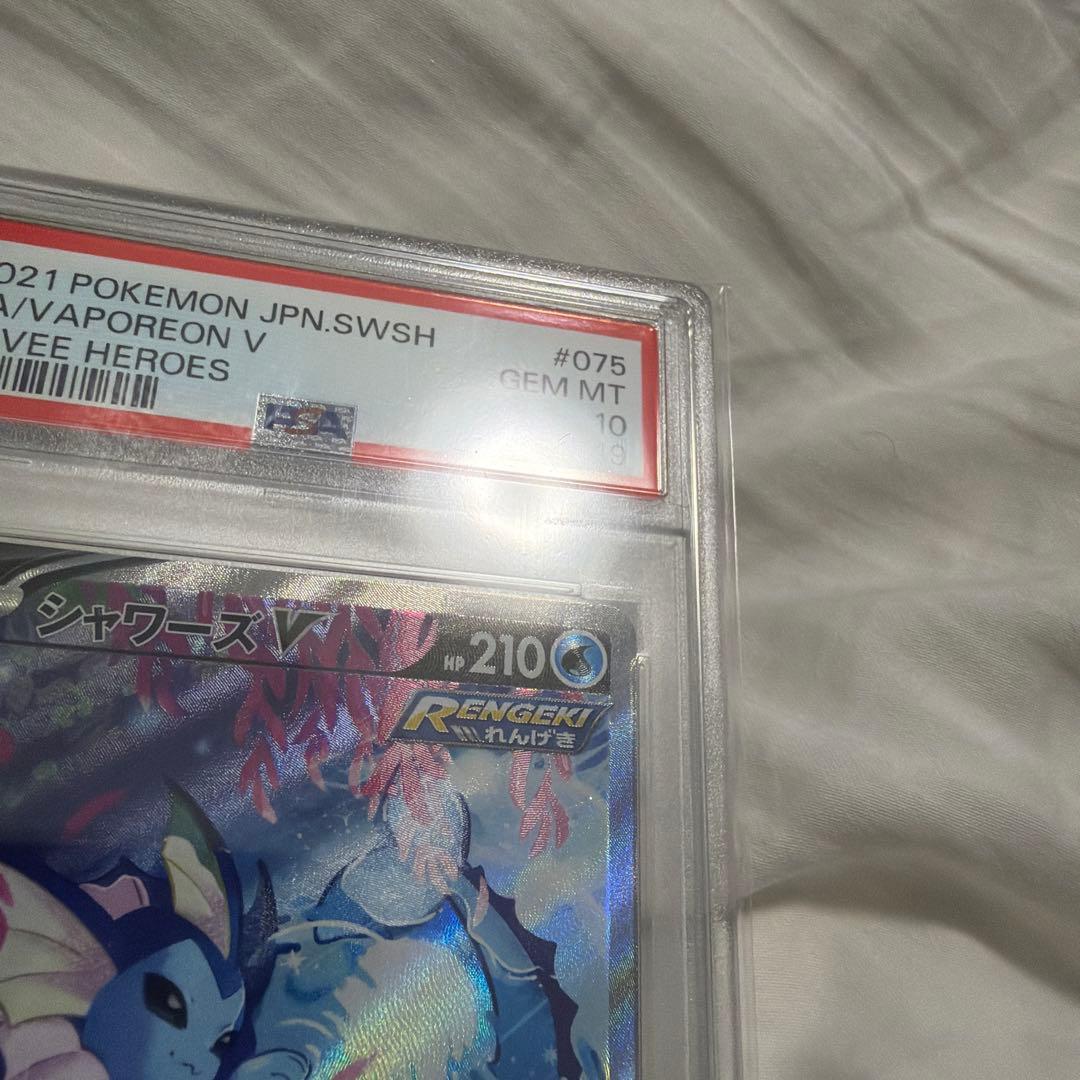 021 POKEMON JPN.SWSH
A/VAPOREON V
VEE HEROES
#075
GEM MT
10
PSA
シャワーズV
HP 210
RENGEKI
れんげき